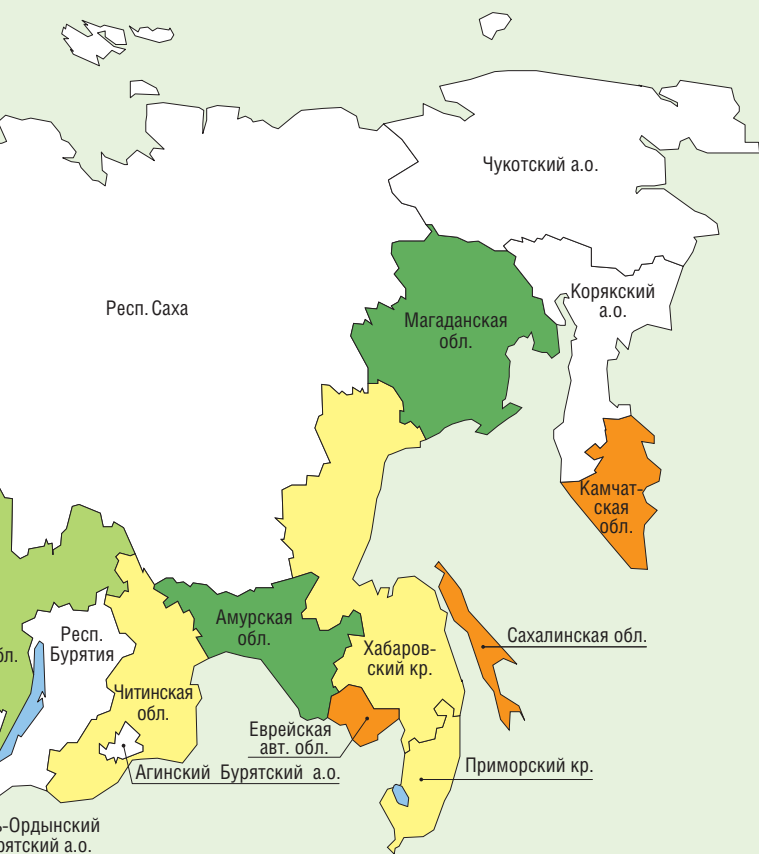 Чукотский а.о.
Корякский
а.о.
Респ. Саха
Магаданская
обл.
Камчат-
ская
обл.
Амурская
обл.
Сахалинская обл.
Респ.
Бурятия
бл.
Хабаров-
ский кр.
Читинская
обл.
Еврейская
авт. обл.
Приморский кр.
Агинский Бурятский а.о.
ь-Ордынский
рятский а.о.